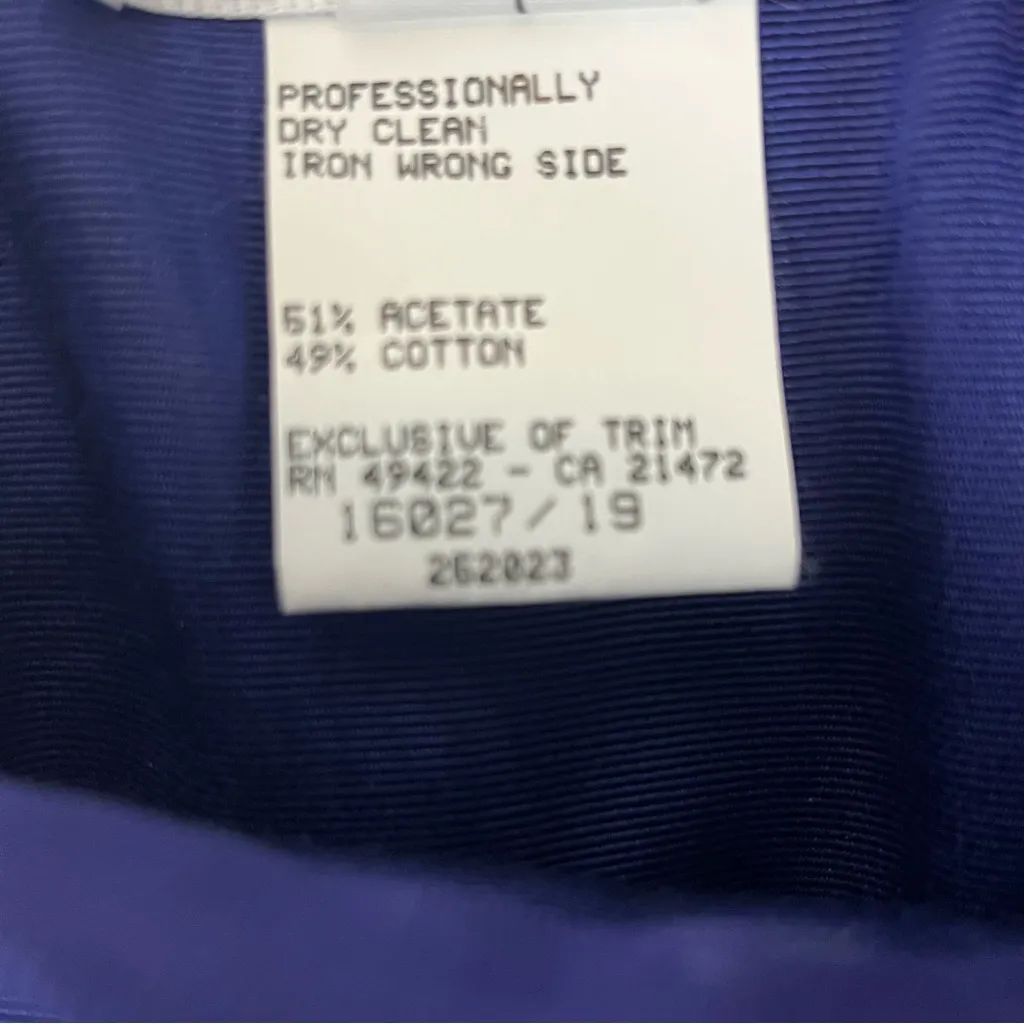 PROFESSIONALLY
DRY CLEAN
IRON WRONG SIDE
51% ACETATE
49% COTTON
EXCLUSIVE OF TRIM
RN 49422 - CA 21472
16027/19
262023